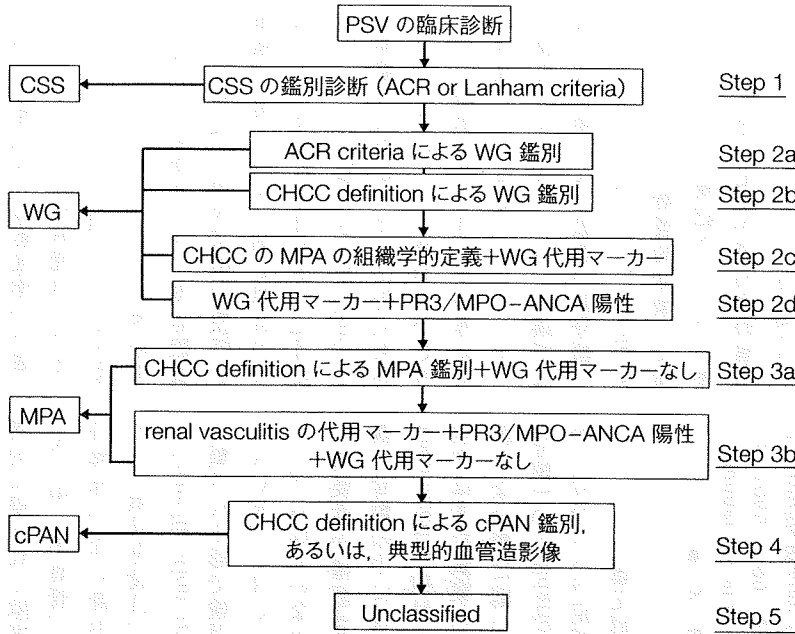 PSV の臨床診断
CSS
CSS の鑑別診断（ACR or Lanham criteria）
Step 1
ACR criteria による WG 鑑別
Step 2a
CHCC definition による WG 鑑別
Step 2b
WG
CHCC の MPA の組織学的定義+WG 代用マーカー
Step 2c
WG 代用マーカー+PR3/MPO-ANCA 陽性
Step 2d
CHCC definition による MPA 鑑別+WG 代用マーカーなし
Step 3a
MPA
renal vasculitis の代用マーカー+PR3/MPO-ANCA 陽性
+WG 代用マーカーなし
Step 3b
cPAN
CHCC definition による cPAN 鑑別，
あるいは，典型的血管造影像
Step 4
Unclassified
Step 5